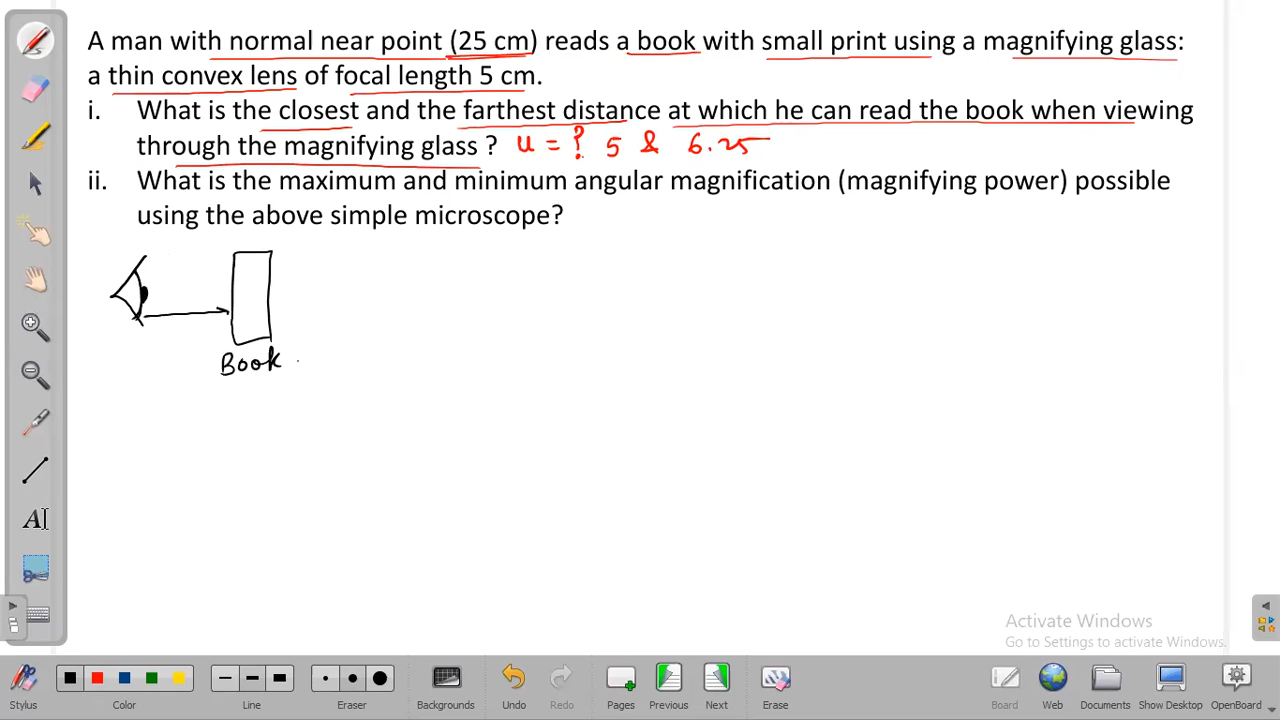 A man with normal near point (25 cm) reads a book with small print using a magnifying glass:
a thin convex lens of focal length 5 cm.
i. What is the closest and the farthest distance at which he can read the book when viewing
through the magnifying glass ? u = ? 5 & 6.25
ii. What is the maximum and minimum angular magnification (magnifying power) possible
using the above simple microscope?
Book
Activate Windows
Go to Settings to activate Windows.
Color
Line
Eraser
Backgrounds
Undo
Redo
Pages
Previous
Next
Erase
Board
Web
Documents
Show Desktop
OpenBoard